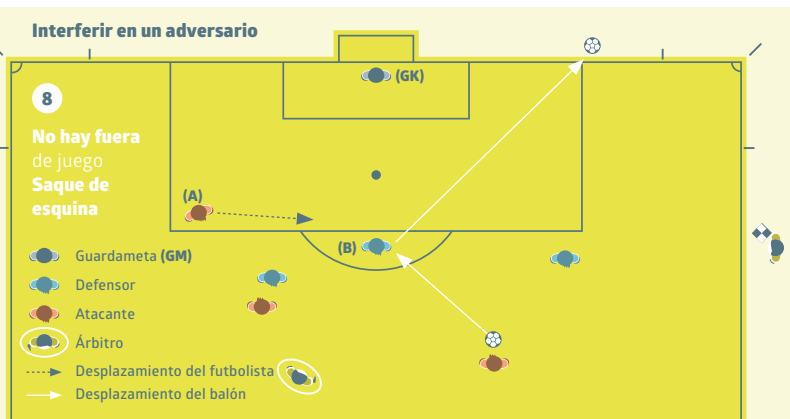 Interferir en un adversario
(GK)
8
No hay fuera
de juego
Saque de
esquina
(A)
(B)
Guardameta (GM)
Defensor
Atacante
Árbitro
Desplazamiento del futbolista
Desplazamiento del balón